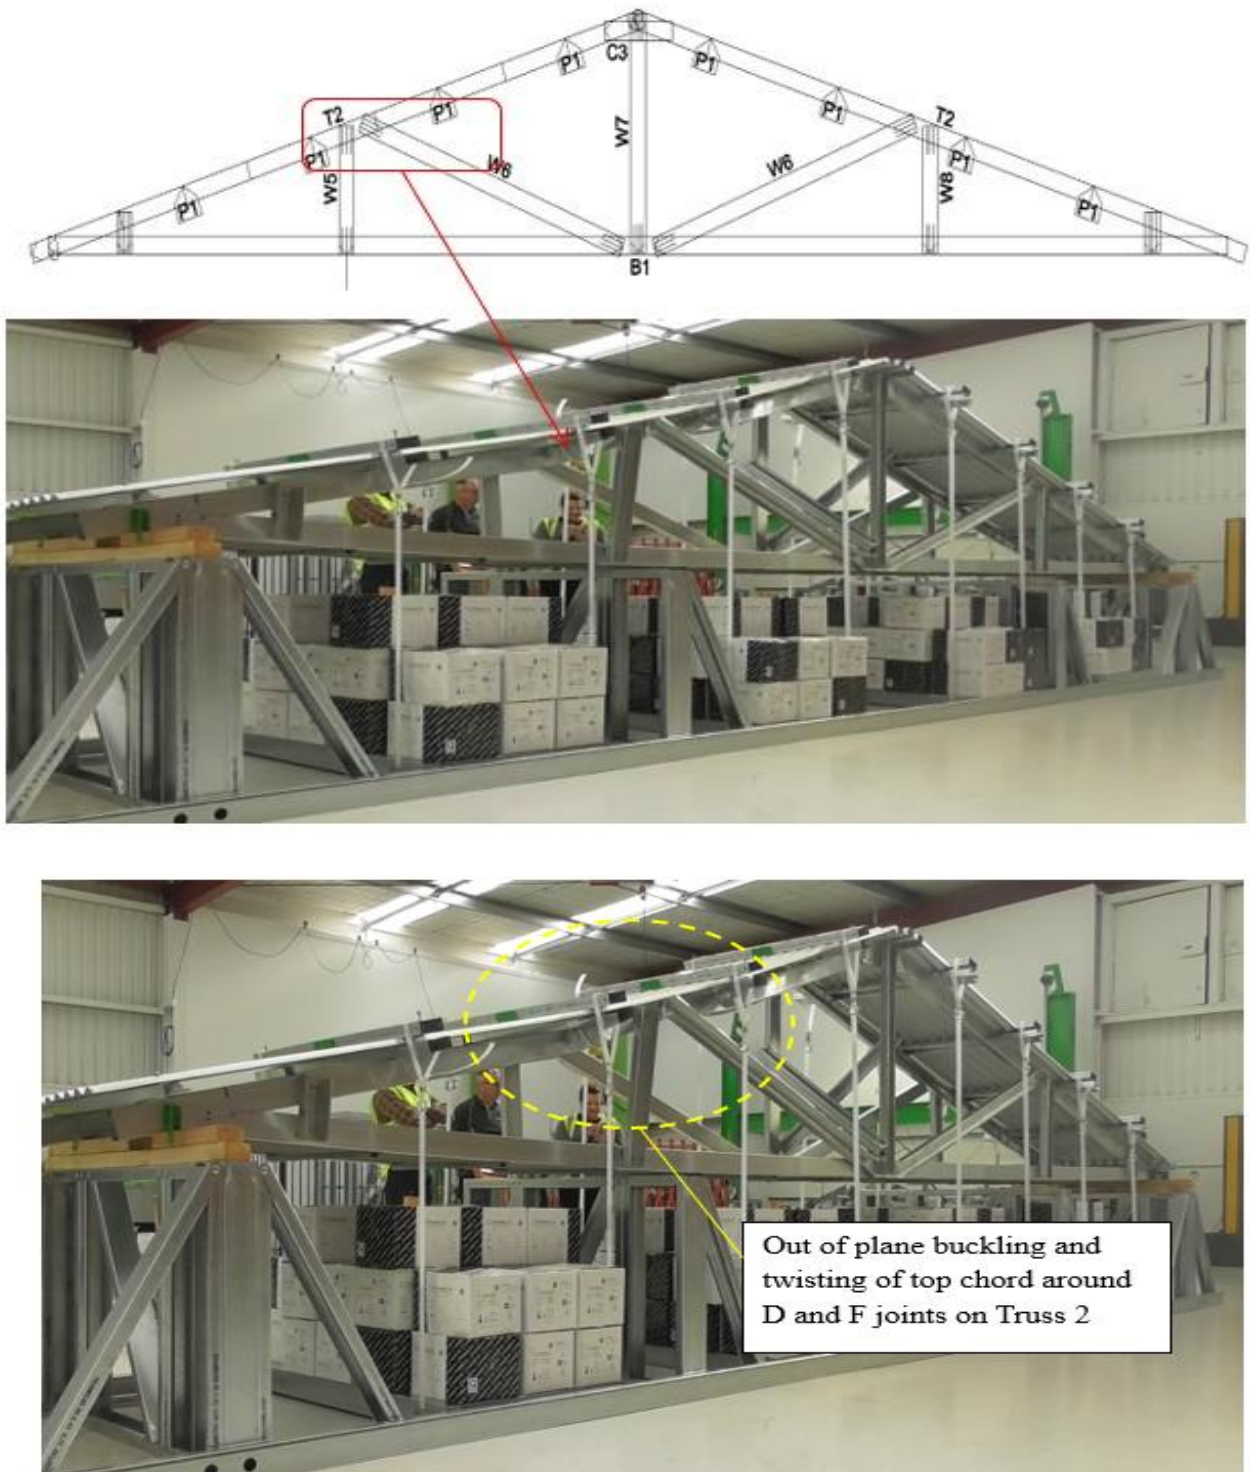 C3
P1
P1
W7
P1
P1
T2
T2
P1
W6
W6
P1
W5
W8
P1
P1
B1
Out of plane buckling and
twisting of top chord around
D and F joints on Truss 2